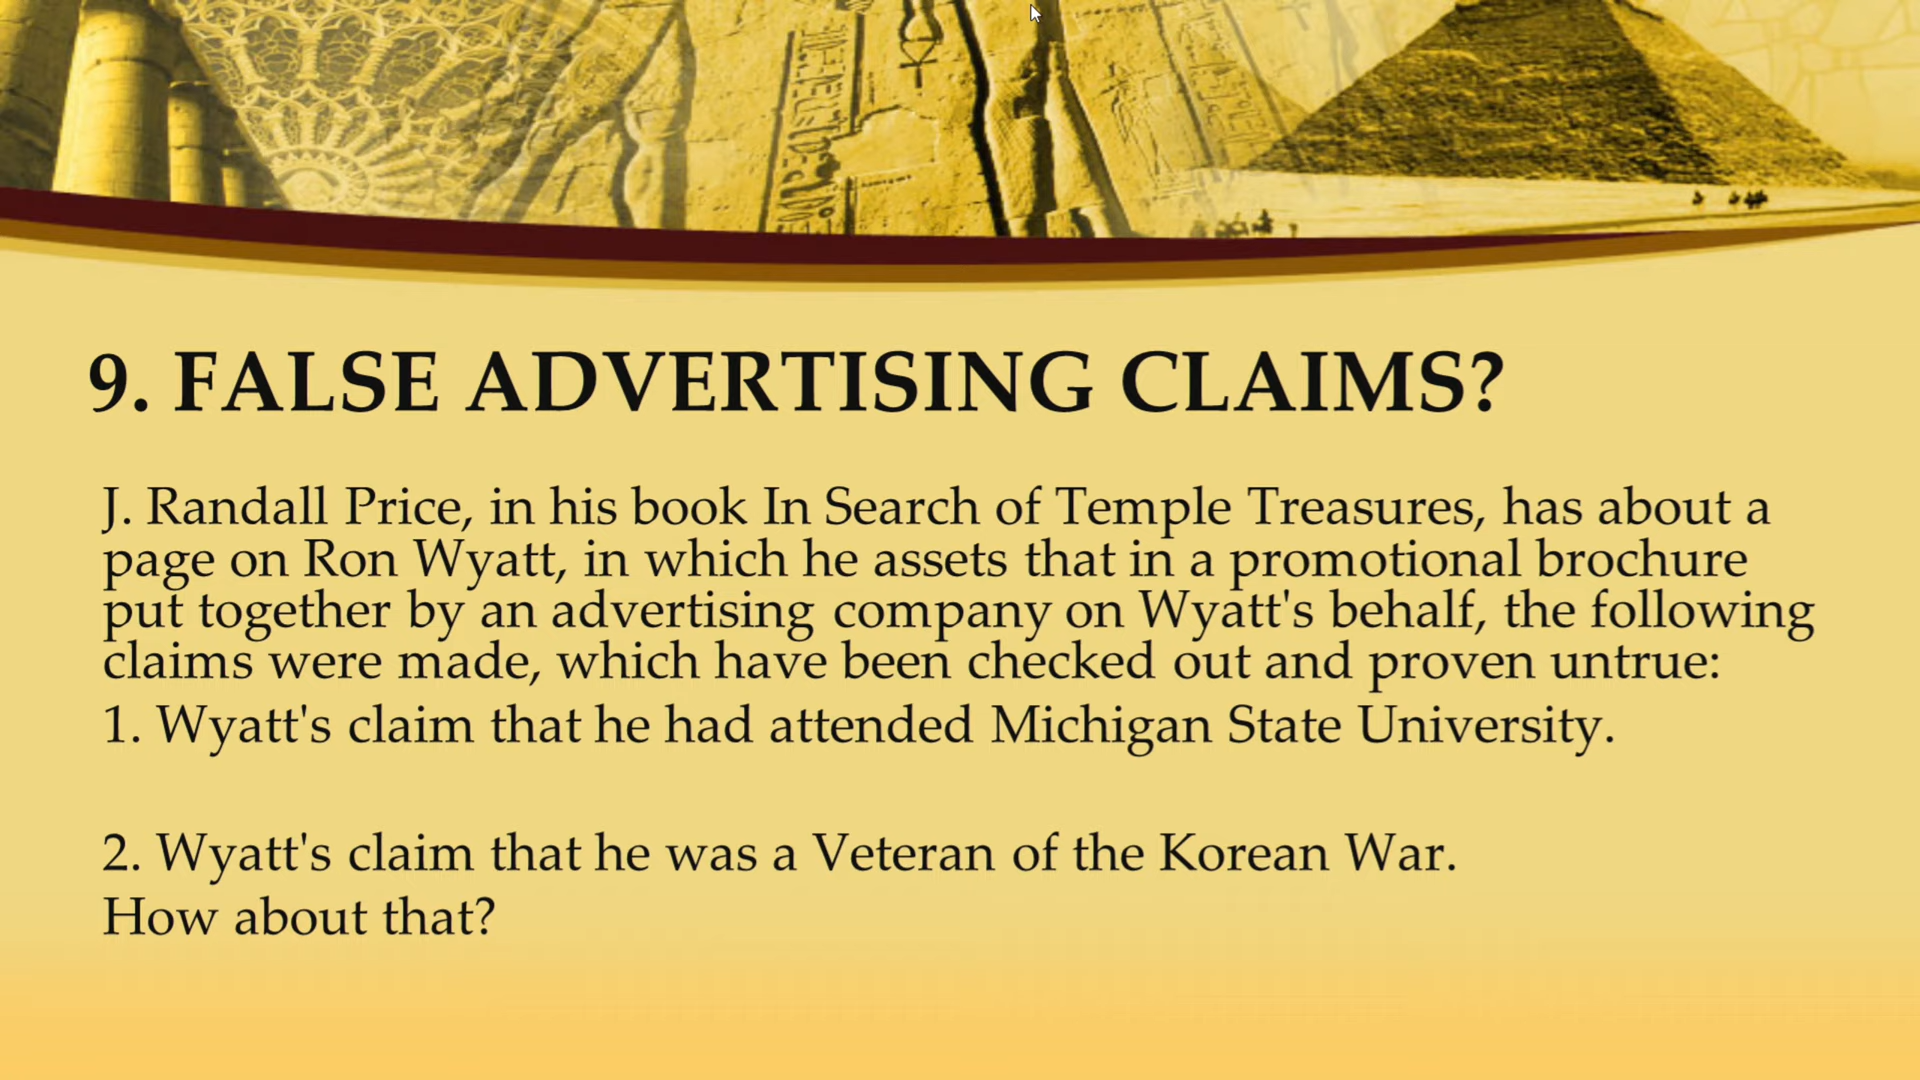 9. FALSE ADVERTISING CLAIMS?
J. Randall Price, in his book In Search of Temple Treasures, has about a
page on Ron Wyatt, in which he assets that in a promotional brochure
put together by an advertising company on Wyatt's behalf, the following
claims were made, which have been checked out and proven untrue:
1. Wyatt's claim that he had attended Michigan State University.
2. Wyatt's claim that he was a Veteran of the Korean War.
How about that?